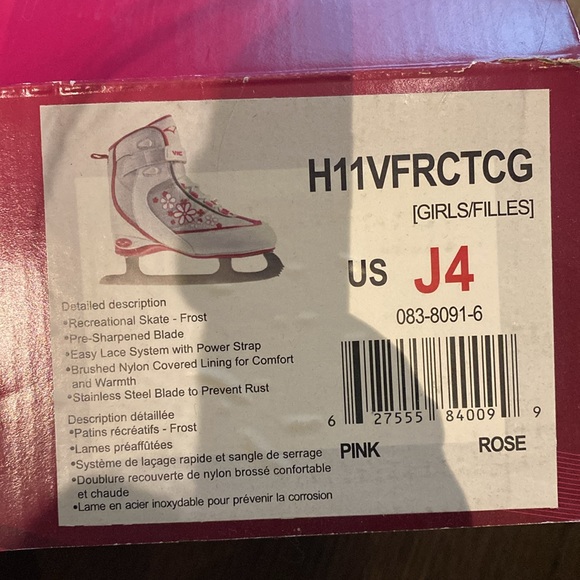 H11VFRCTCG
[GIRLS/FILLES]
US J4
083-8091-6
6 27555 84009 9
PINK ROSE
Detailed description
•Recreational Skate - Frost
•Pre-Sharpened Blade
•Easy Lace System with Power Strap
•Brushed Nylon Covered Lining for Comfort
and Warmth
•Stainless Steel Blade to Prevent Rust
Description détaillée
•Patins récréatifs - Frost
•Lames préaffûtées
•Système de laçage rapide et sangle de serrage
•Doublure recouverte de nylon brossé confortable
et chaude
•Lame en acier inoxydable pour prévenir la corrosion